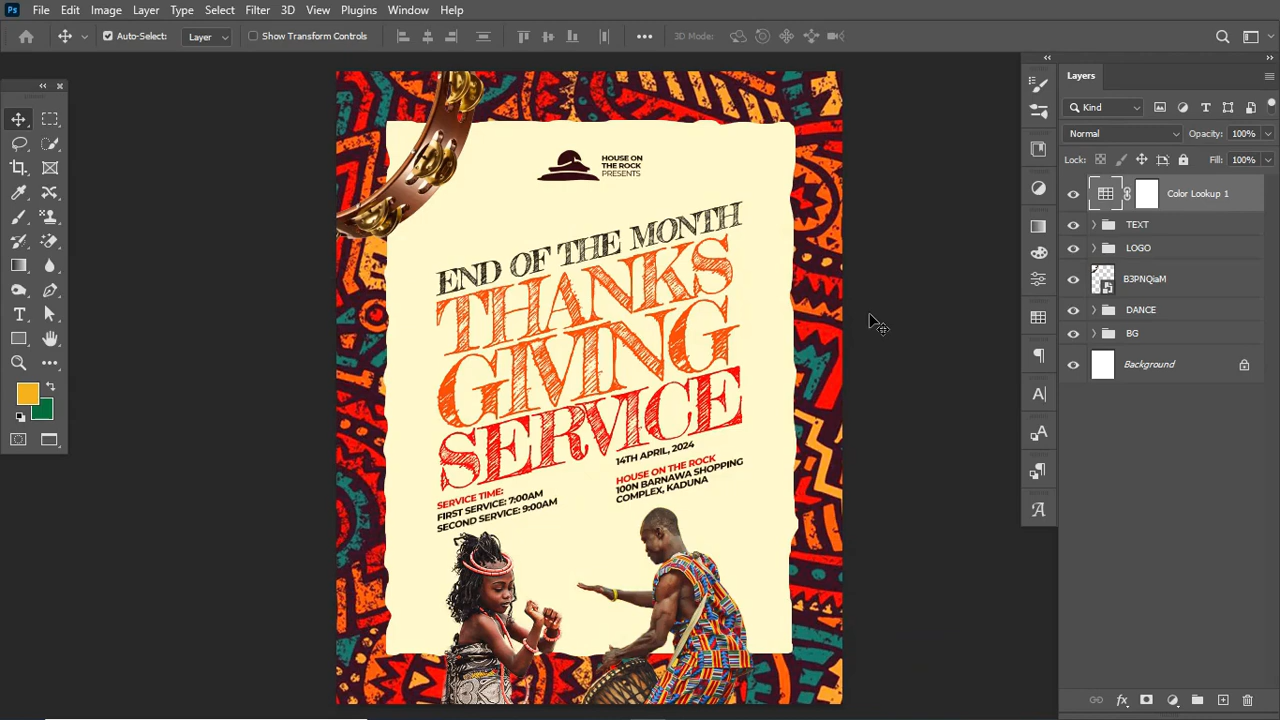 Ps File Edit Image Layer Type Select Filter 3D View Plugins Window Help
Auto-Select: Layer Show Transform Controls 3D Mode:
Layers
Kind
Normal Opacity: 100%
Lock: Fill: 100%
Color Lookup 1
TEXT
LOGO
B3PNQiaM
DANCE
BG
Background
HOUSE ON
THE ROCK
PRESENTS
END OF THE MONTH
THANKS
GIVING
SERVICE
14TH APRIL, 2024
HOUSE ON THE ROCK
100N BARNAWA SHOPPING
COMPLEX, KADUNA
SERVICE TIME:
FIRST SERVICE: 7:00AM
SECOND SERVICE: 9:00AM